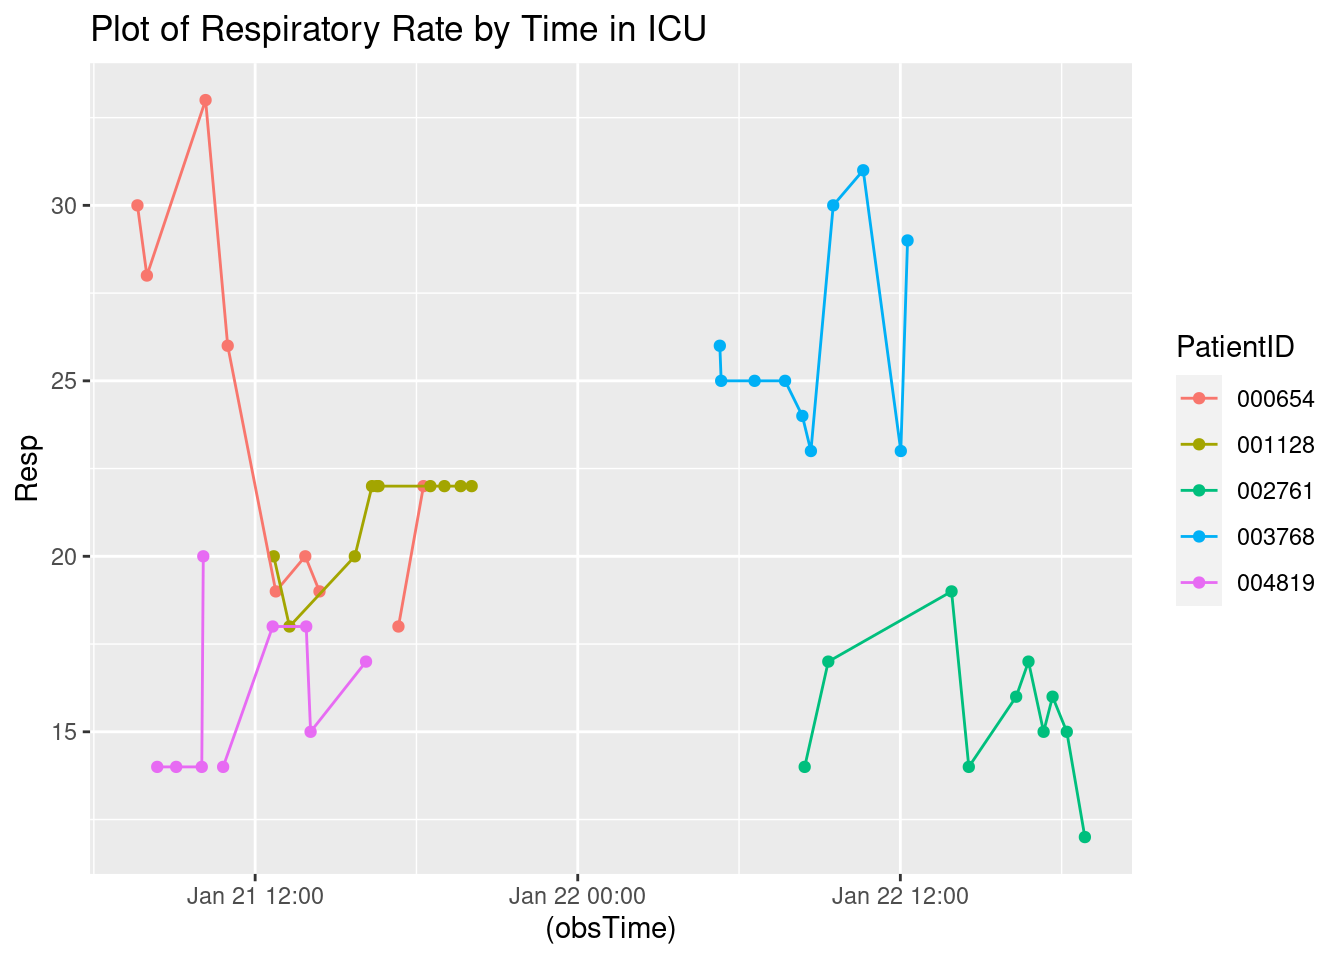 Plot of Respiratory Rate by Time in ICU
Resp
30
25
20
15
Jan 21 12:00
Jan 22 00:00
Jan 22 12:00
(obsTime)
PatientID
000654
001128
002761
003768
004819